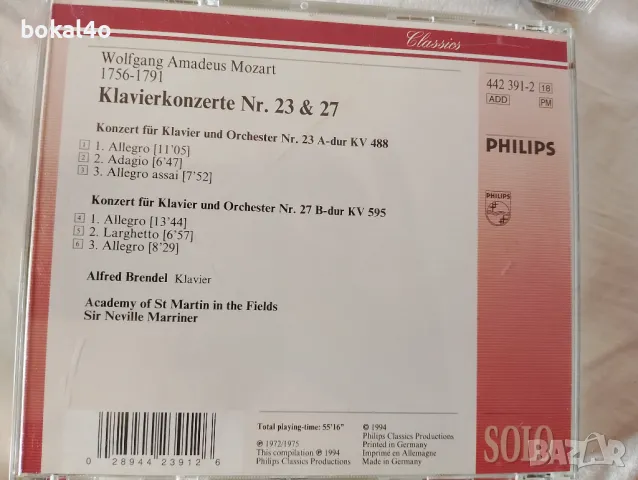 bokal4o
Classics
Wolfgang Amadeus Mozart
1756-1791
Klavierkonzerte Nr. 23 & 27
442 391-2 18
ADD PM
PHILIPS
PHILIPS
Konzert für Klavier und Orchester Nr. 23 A-dur KV 488
1 1. Allegro [11'05]
2 2. Adagio [6'47]
3 3. Allegro assai [7'52]
Konzert für Klavier und Orchester Nr. 27 B-dur KV 595
4 1. Allegro [13'44]
5 2. Larghetto [6'57]
6 3. Allegro [8'29]
Alfred Brendel Klavier
Academy of St Martin in the Fields
Sir Neville Marriner
0 28944 23912 6
Total playing-time: 55'16"
℗ 1972/1975
This compilation ℗ 1994
Philips Classics Productions
© 1994
Philips Classics Productions
Printed in Germany
Imprimé en Allemagne
Made in Germany
SOLO
BAZAR.BG